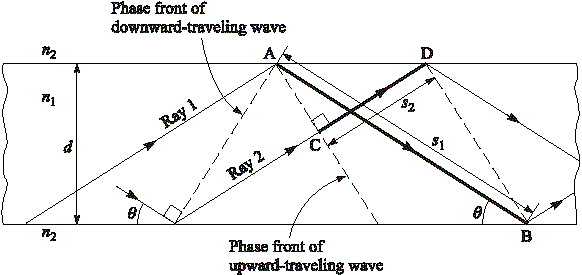 Phase front of
downward-traveling wave
n₂
A
D
n₁
Ray 1
s₂
d
s₁
C
Ray 2
θ
θ
n₂
B
Phase front of
upward-traveling wave